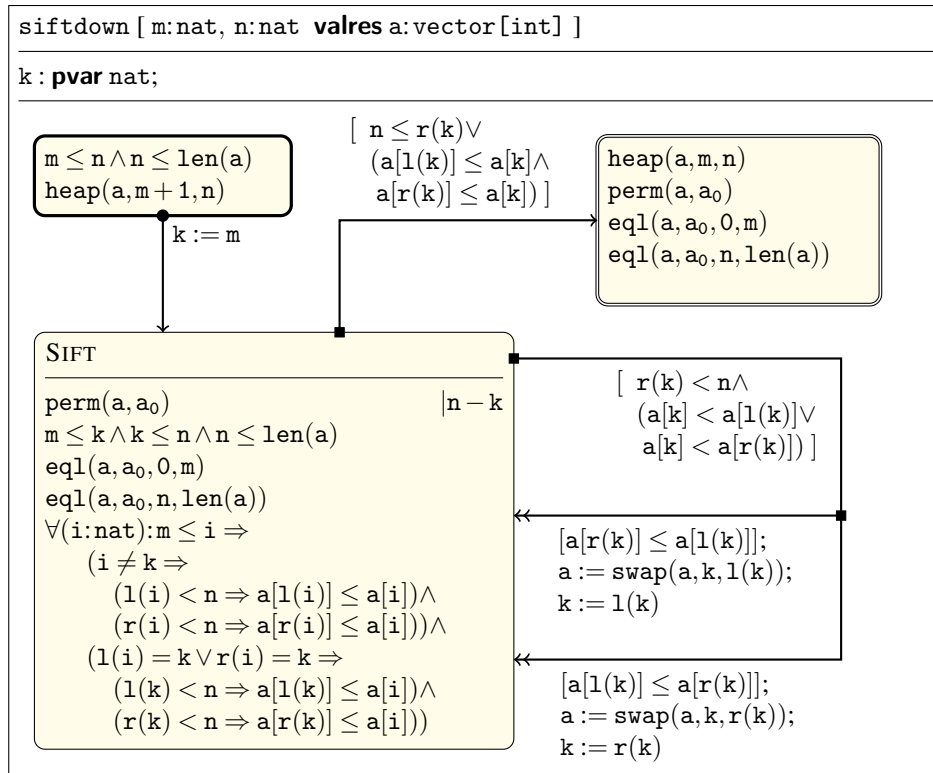 siftdown [ m:nat, n:nat valres a:vector[int] ]
k : pvar nat;
m ≤ n ∧ n ≤ len(a)
heap(a,m+1,n)
k := m
[ n ≤ r(k)∨
(a[l(k)] ≤ a[k]∧
a[r(k)] ≤ a[k]) ]
heap(a,m,n)
perm(a,a₀)
eql(a,a₀,0,m)
eql(a,a₀,n,len(a))
SIFT
perm(a,a₀) |n−k
m ≤ k ∧ k ≤ n ∧ n ≤ len(a)
eql(a,a₀,0,m)
eql(a,a₀,n,len(a))
∀(i:nat):m ≤ i ⇒
(i ≠ k ⇒
(l(i) < n ⇒ a[l(i)] ≤ a[i])∧
(r(i) < n ⇒ a[r(i)] ≤ a[i]))∧
(l(i) = k ∨ r(i) = k ⇒
(l(k) < n ⇒ a[l(k)] ≤ a[i])∧
(r(k) < n ⇒ a[r(k)] ≤ a[i]))
[ r(k) < n∧
(a[k] < a[l(k)]∨
a[k] < a[r(k)]) ]
[a[r(k)] ≤ a[l(k)]];
a := swap(a,k,l(k));
k := l(k)
[a[l(k)] ≤ a[r(k)]];
a := swap(a,k,r(k));
k := r(k)